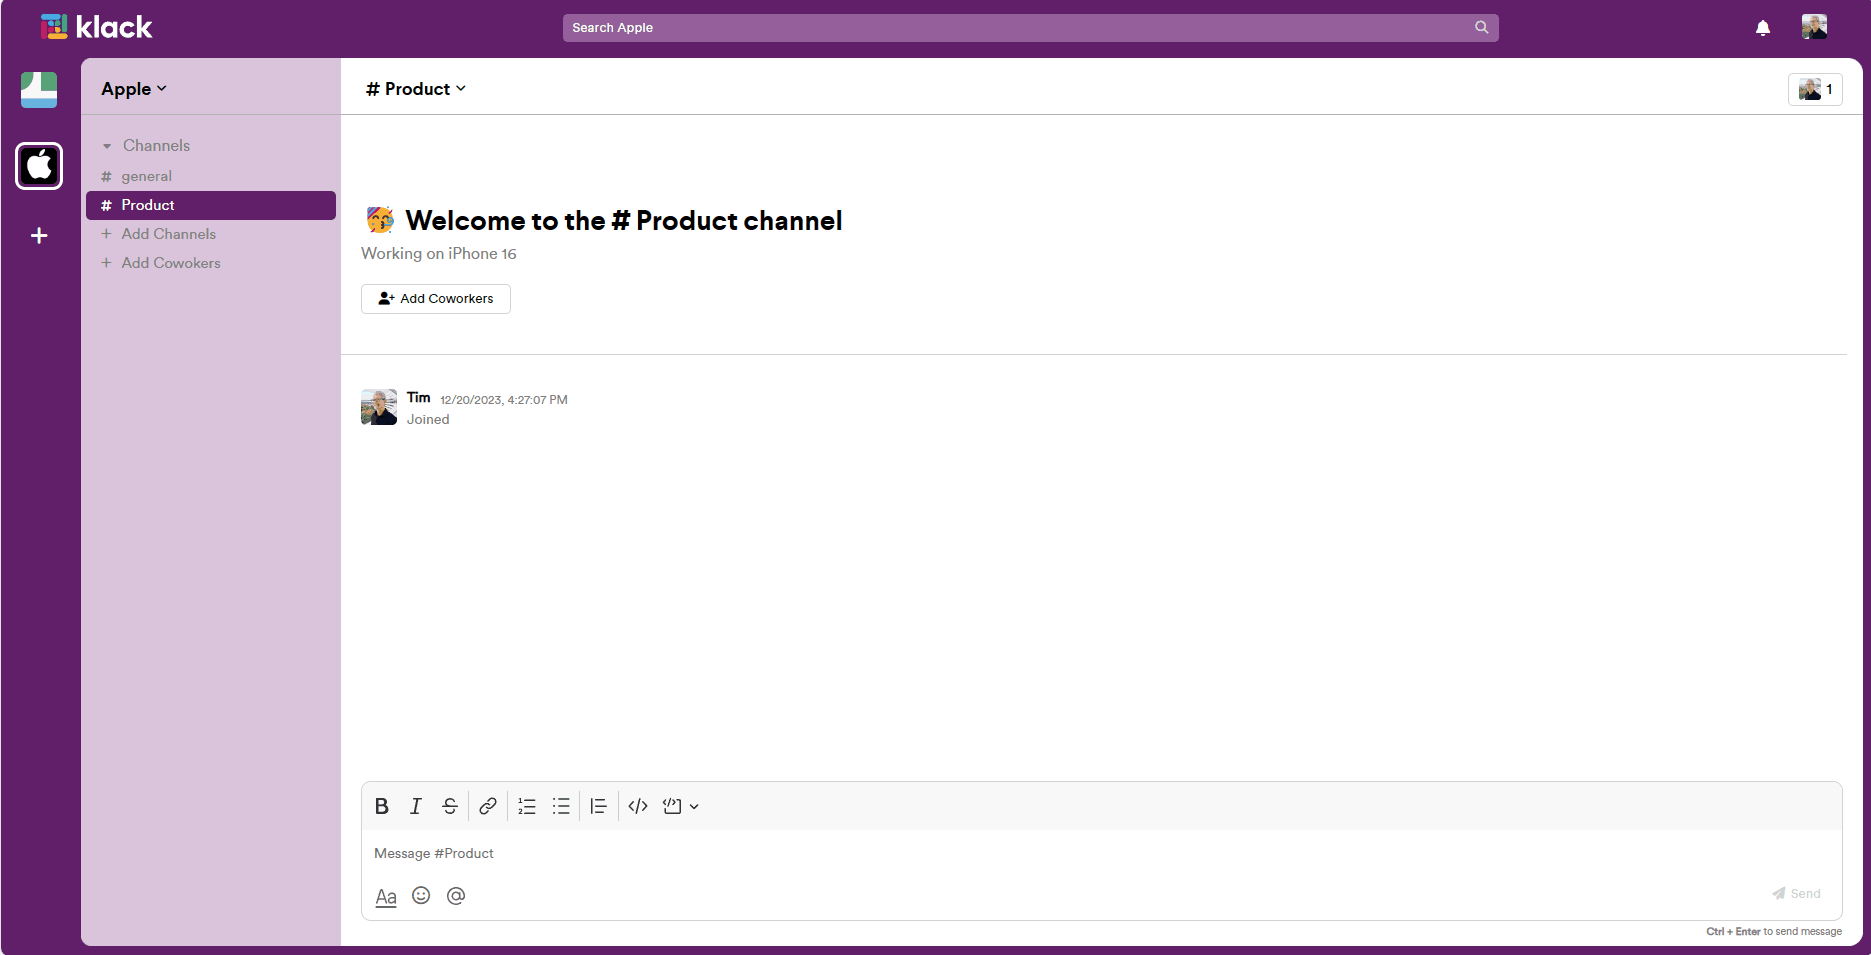 klack
Search Apple
Apple
# Product
1
Channels
# general
# Product
+ Add Channels
+ Add Cowokers
Welcome to the # Product channel
Working on iPhone 16
Add Coworkers
Tim 12/20/2023, 4:27:07 PM
Joined
Message #Product
Aa
Send
Ctrl + Enter to send message